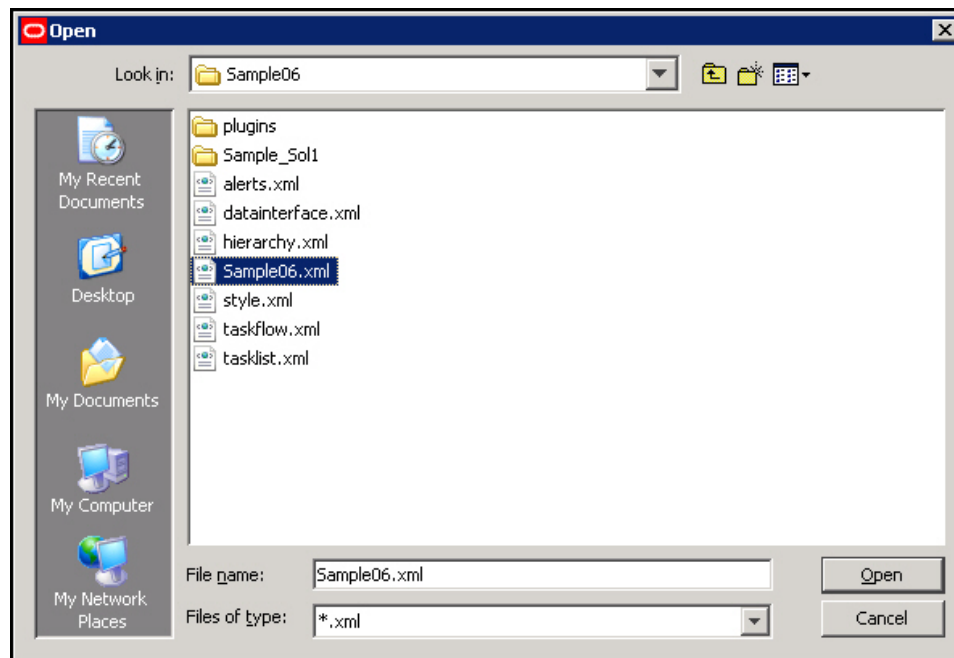 Open
Look in:
Sample06
My Recent
Documents
Desktop
My Documents
My Computer
My Network
Places
plugins
Sample_Sol1
alerts.xml
datainterface.xml
hierarchy.xml
Sample06.xml
style.xml
taskflow.xml
tasklist.xml
File name:
Sample06.xml
Open
Files of type:
*.xml
Cancel